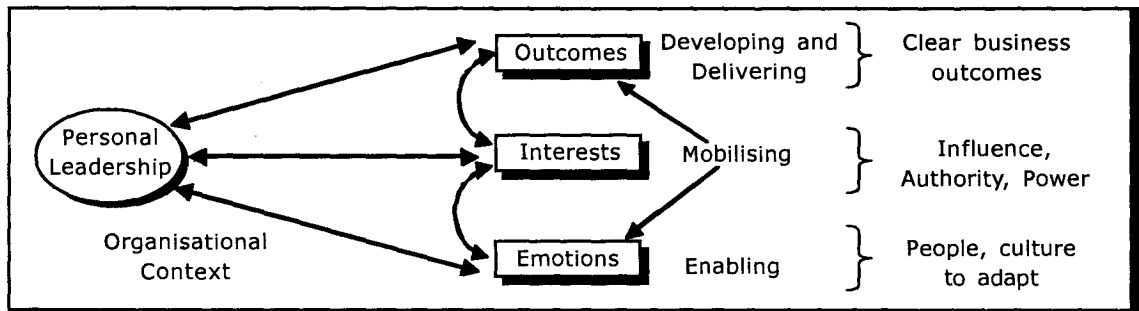 Outcomes
Developing and
Delivering
Clear business
outcomes
Personal
Leadership
Interests
Mobilising
Influence,
Authority, Power
Organisational
Context
Emotions
Enabling
People, culture
to adapt